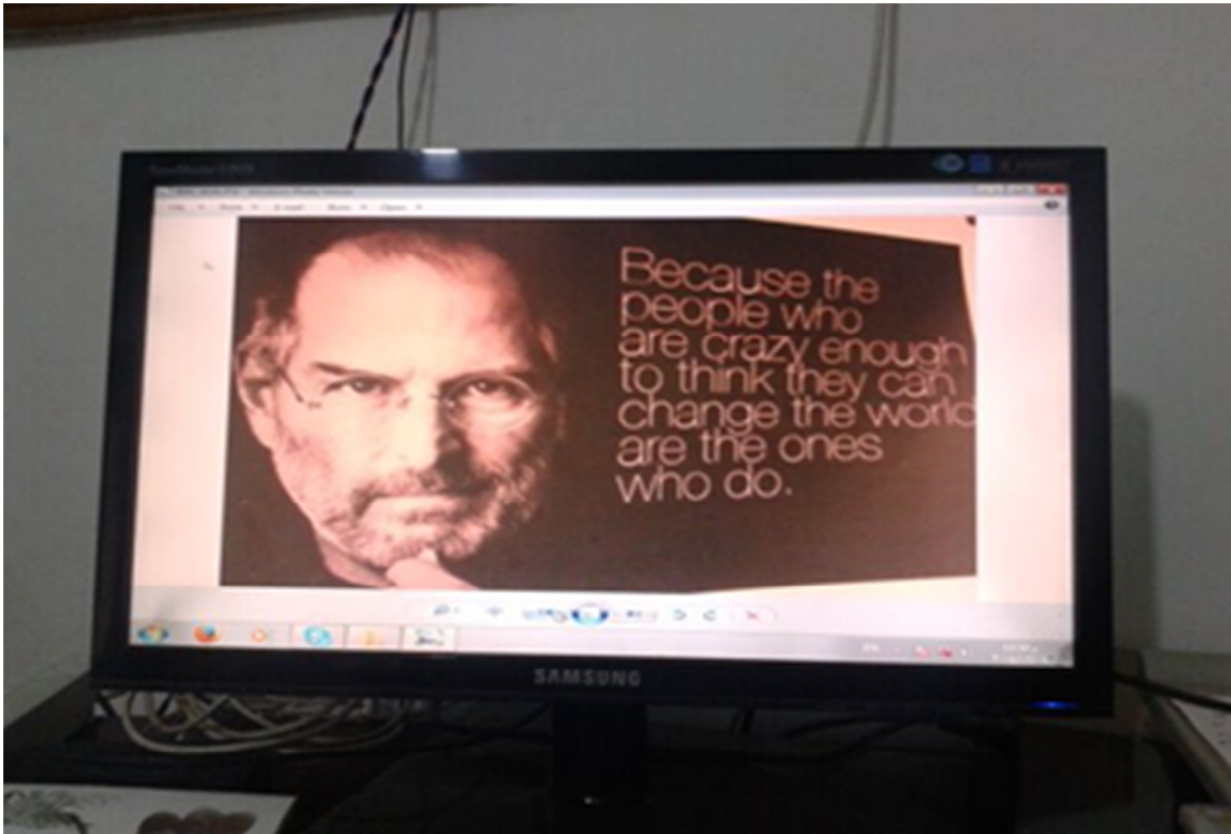 Because the
people who
are crazy enough
to think they can
change the world
are the ones
who do.
SAMSUNG